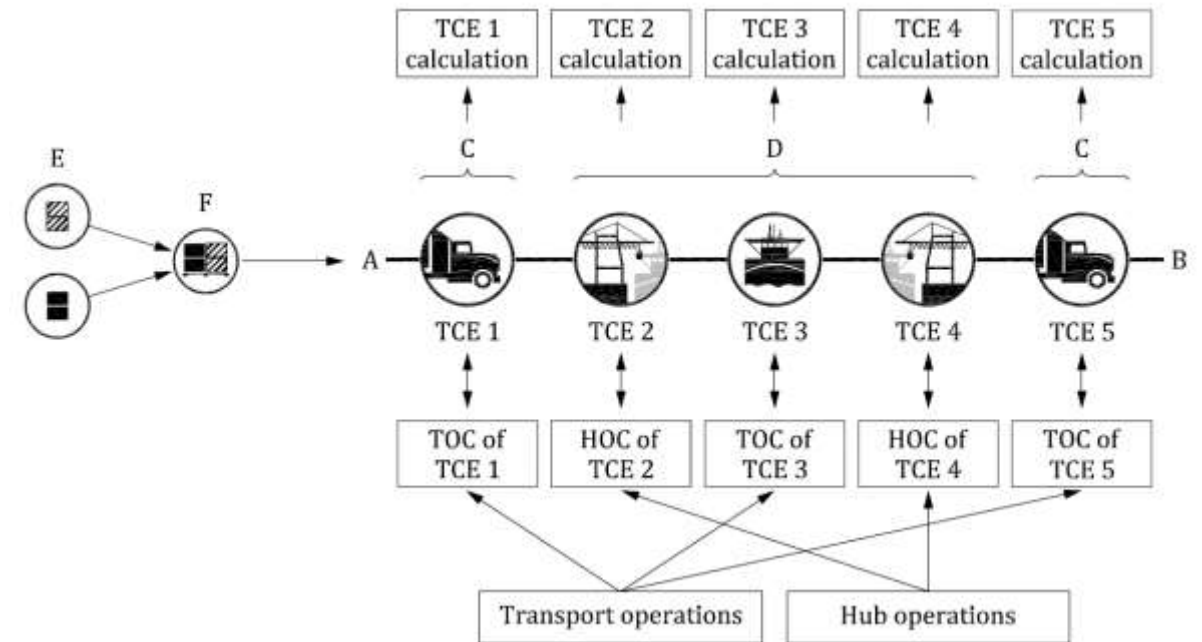 TCE 1
calculation
TCE 2
calculation
TCE 3
calculation
TCE 4
calculation
TCE 5
calculation
C
D
C
E
F
A
B
TCE 1
TCE 2
TCE 3
TCE 4
TCE 5
TOC of
TCE 1
HOC of
TCE 2
TOC of
TCE 3
HOC of
TCE 4
TOC of
TCE 5
Transport operations
Hub operations